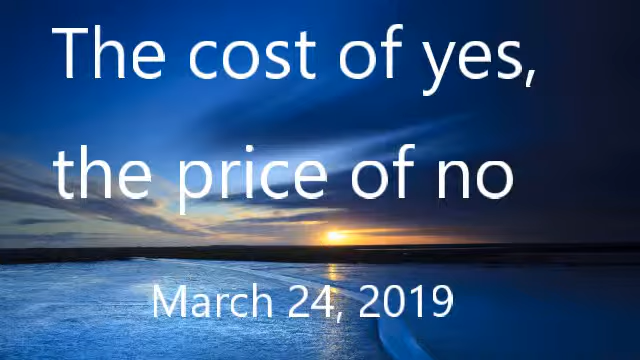 The cost of yes,
the price of no
March 24, 2019